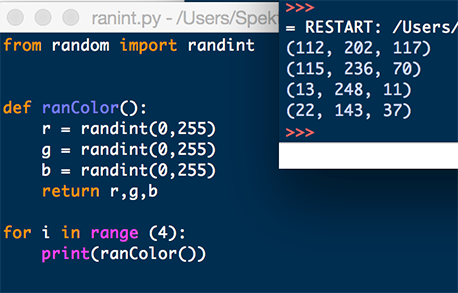 ranint.py - /Users/Spek
from random import randint
def ranColor():
    r = randint(0,255)
    g = randint(0,255)
    b = randint(0,255)
    return r,g,b
for i in range (4):
    print(ranColor())
>>>
= RESTART: /Users/
(112, 202, 117)
(115, 236, 70)
(13, 248, 11)
(22, 143, 37)
>>>